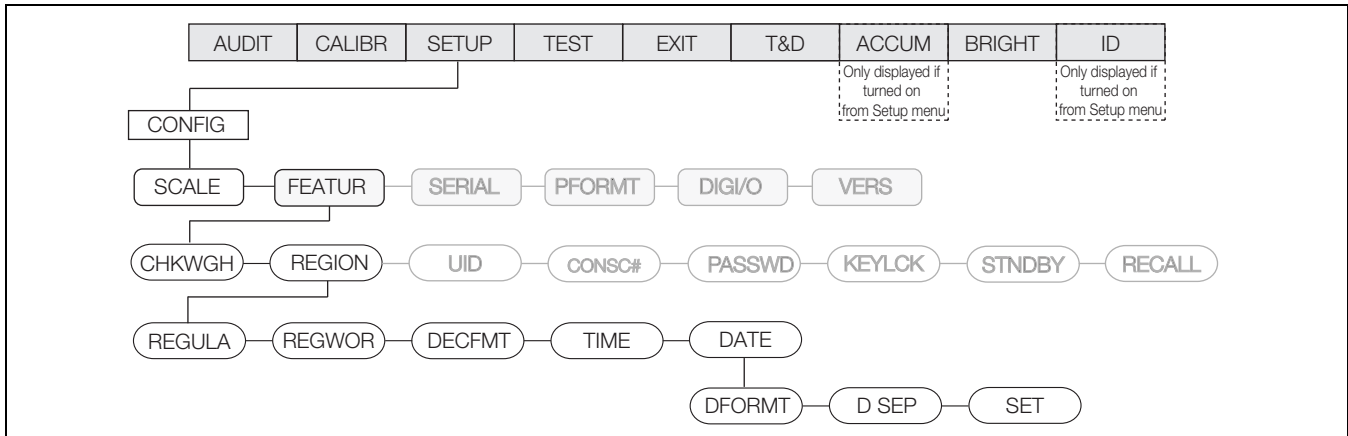 AUDIT CALIBR SETUP TEST EXIT T&D ACCUM BRIGHT ID
Only displayed if
turned on
from Setup menu
Only displayed if
turned on
from Setup menu
CONFIG
SCALE FEATUR SERIAL PFORMT DIGI/O VERS
CHKWGH REGION UID CONSC# PASSWD KEYLCK STNDBY RECALL
REGULA REGWOR DECFMT TIME DATE
DFORMT D SEP SET